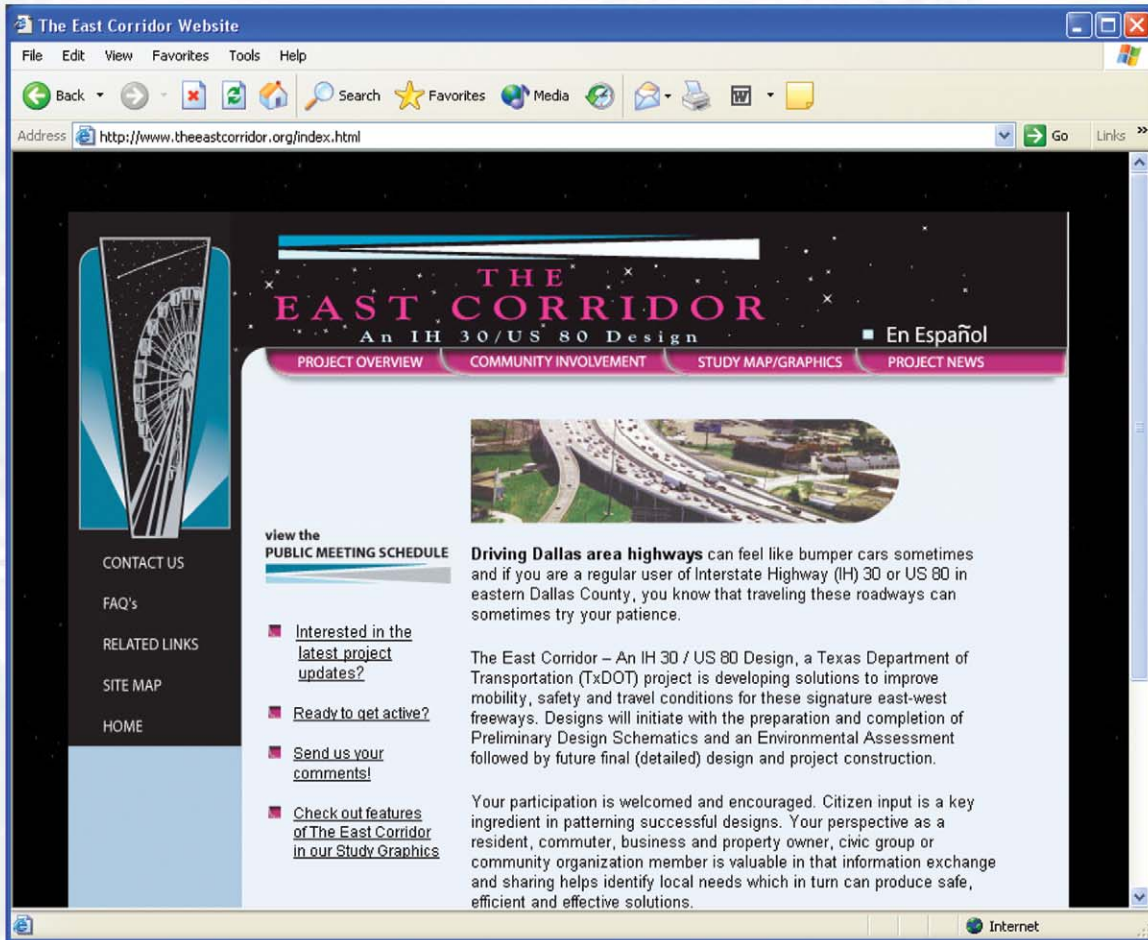 The East Corridor Website
File Edit View Favorites Tools Help
Back Search Favorites Media
Address http://www.theeastcorridor.org/index.html Go Links »
THE
EAST CORRIDOR
An IH 30/US 80 Design
En Español
PROJECT OVERVIEW COMMUNITY INVOLVEMENT STUDY MAP/GRAPHICS PROJECT NEWS
CONTACT US
FAQ's
RELATED LINKS
SITE MAP
HOME
view the
PUBLIC MEETING SCHEDULE
Interested in the
latest project
updates?
Ready to get active?
Send us your
comments!
Check out features
of The East Corridor
in our Study Graphics
Driving Dallas area highways can feel like bumper cars sometimes
and if you are a regular user of Interstate Highway (IH) 30 or US 80 in
eastern Dallas County, you know that traveling these roadways can
sometimes try your patience.
The East Corridor – An IH 30 / US 80 Design, a Texas Department of
Transportation (TxDOT) project is developing solutions to improve
mobility, safety and travel conditions for these signature east-west
freeways. Designs will initiate with the preparation and completion of
Preliminary Design Schematics and an Environmental Assessment
followed by future final (detailed) design and project construction.
Your participation is welcomed and encouraged. Citizen input is a key
ingredient in patterning successful designs. Your perspective as a
resident, commuter, business and property owner, civic group or
community organization member is valuable in that information exchange
and sharing helps identify local needs which in turn can produce safe,
efficient and effective solutions.
Internet